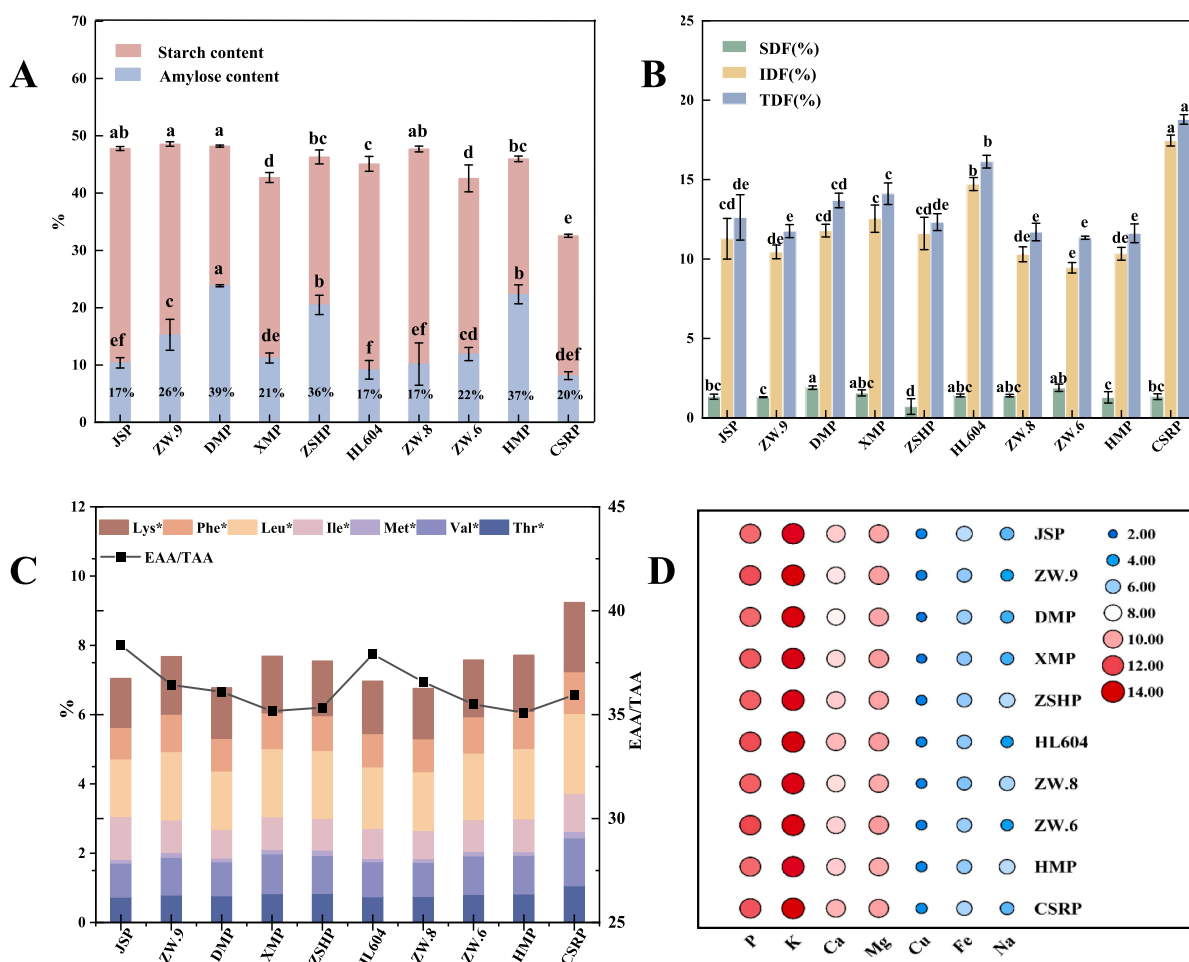 A
70
60
50
40
30
20
10
0
%
Starch content
Amylose content
ab
a
a
d
bc
c
ab
d
bc
e
ef
c
a
de
b
f
ef
cd
b
def
17%
26%
39%
21%
36%
17%
17%
22%
37%
20%
JSP
ZW.9
DMP
XMP
ZSHP
HL604
ZW.8
ZW.6
HMP
CSRP
B
25
20
15
10
5
0
SDF(%)
IDF(%)
TDF(%)
bc
cd
de
c
de
e
a
cd
cd
abc
c
c
d
cd
de
abc
b
b
abc
de
e
ab
e
e
c
de
e
bc
a
a
JSP
ZW.9
DMP
XMP
ZSHP
HL604
ZW.8
ZW.6
HMP
CSRP
C
12
10
8
6
4
2
0
%
Lys* Phe* Leu* Ile* Met* Val* Thr*
EAA/TAA
45
40
35
30
25
EAA/TAA
JSP
ZW.9
DMP
XMP
ZSHP
HL604
ZW.8
ZW.6
HMP
CSRP
D
JSP
ZW.9
DMP
XMP
ZSHP
HL604
ZW.8
ZW.6
HMP
CSRP
2.00
4.00
6.00
8.00
10.00
12.00
14.00
P K Ca Mg Cu Fe Na